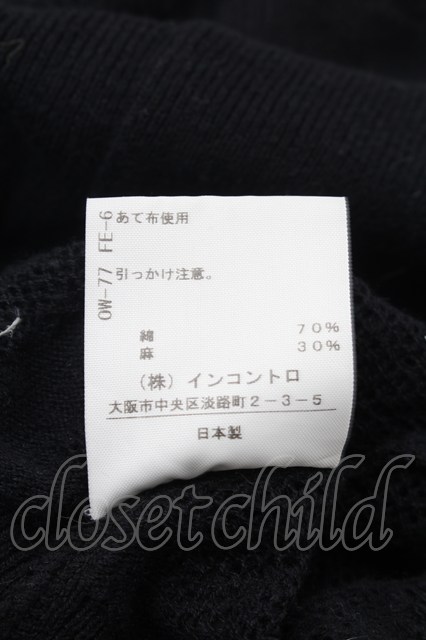 OW-77 FE-6
あて布使用
引っかけ注意。
綿 70%
麻 30%
(株) インコントロ
大阪市中央区淡路町2-3-5
日本製
closetchild